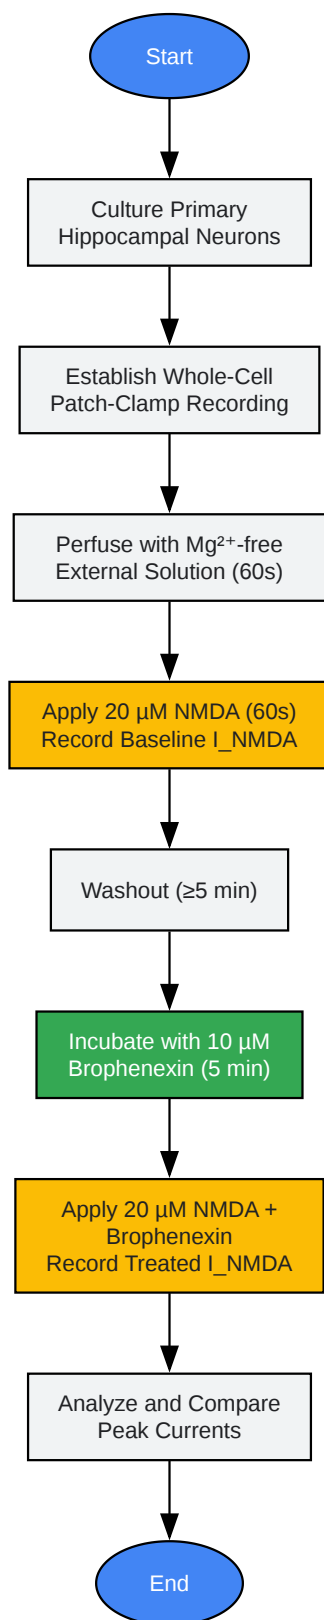 Start
Culture Primary
Hippocampal Neurons
Establish Whole-Cell
Patch-Clamp Recording
Perfuse with Mg²⁺-free
External Solution (60s)
Apply 20 µM NMDA (60s)
Record Baseline I_NMDA
Washout (≥5 min)
Incubate with 10 µM
Brophenexin (5 min)
Apply 20 µM NMDA +
Brophenexin
Record Treated I_NMDA
Analyze and Compare
Peak Currents
End